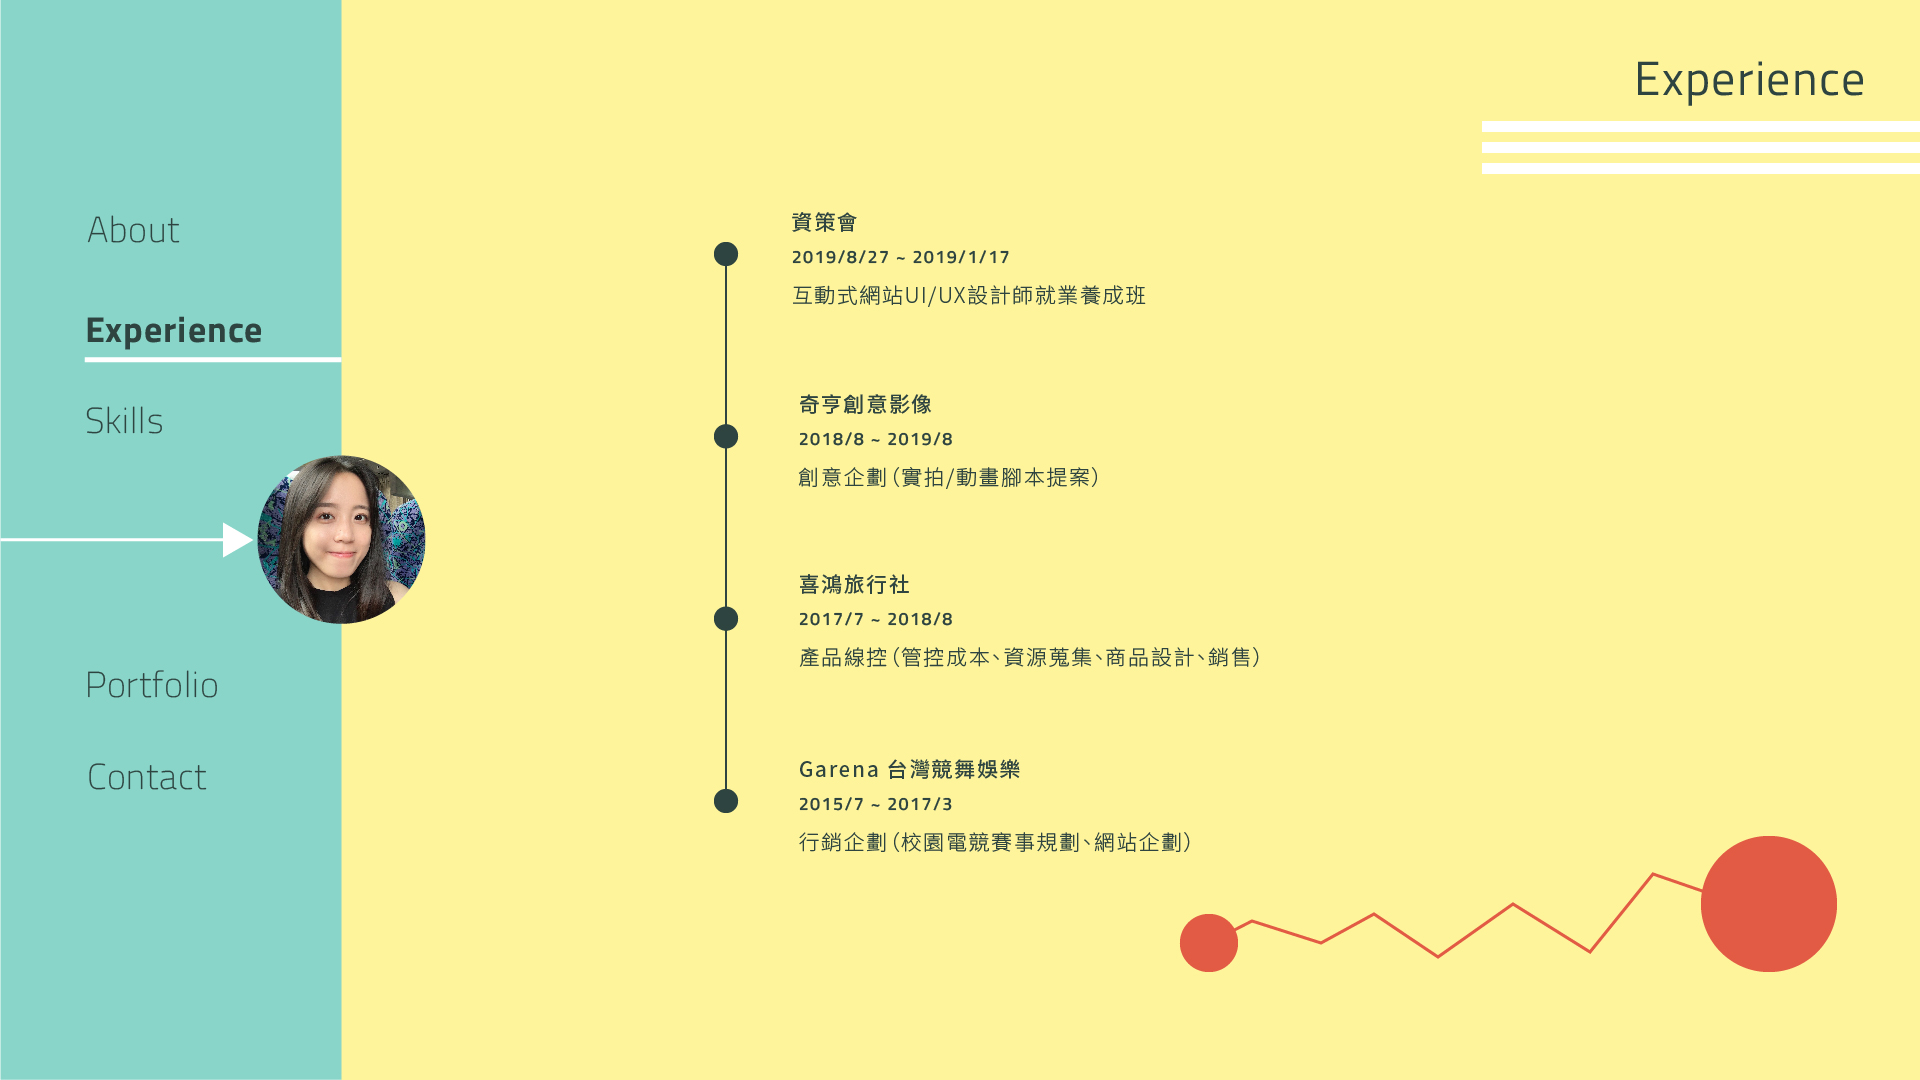 About
Experience
Skills
Portfolio
Contact
Experience
資策會
2019/8/27 ~ 2019/1/17
互動式網站UI/UX設計師就業養成班
奇亨創意影像
2018/8 ~ 2019/8
創意企劃（實拍/動畫腳本提案）
喜鴻旅行社
2017/7 ~ 2018/8
產品線控（管控成本、資源蒐集、商品設計、銷售）
Garena 台灣競舞娛樂
2015/7 ~ 2017/3
行銷企劃（校園電競賽事規劃、網站企劃）